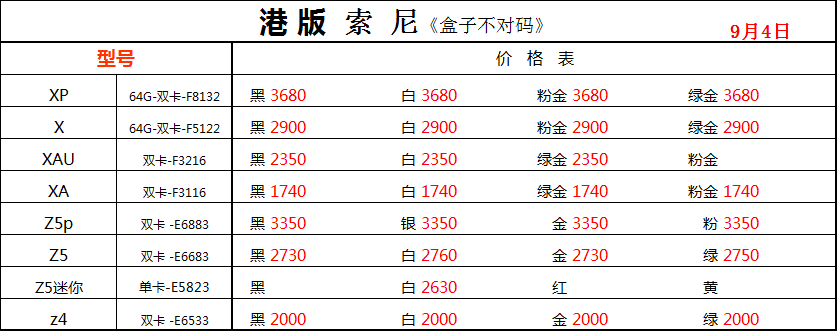 港版 索 尼《盒子不对码》 9月4日
型号 价 格 表
XP 64G-双卡-F8132 黑 3680 白 3680 粉金 3680 绿金 3680
X 64G-双卡-F5122 黑 2900 白 2900 粉金 2900 绿金 2900
XAU 双卡-F3216 黑 2350 白 2350 绿金 2350 粉金
XA 双卡-F3116 黑 1740 白 1740 绿金 1740 粉金 1740
Z5p 双卡 -E6883 黑 3350 银 3350 金 3350 粉 3350
Z5 双卡 -E6683 黑 2730 白 2760 金 2730 绿 2750
Z5迷你 单卡-E5823 黑 白 2630 红 黄
z4 双卡 -E6533 黑 2000 白 2000 金 2000 绿 2000